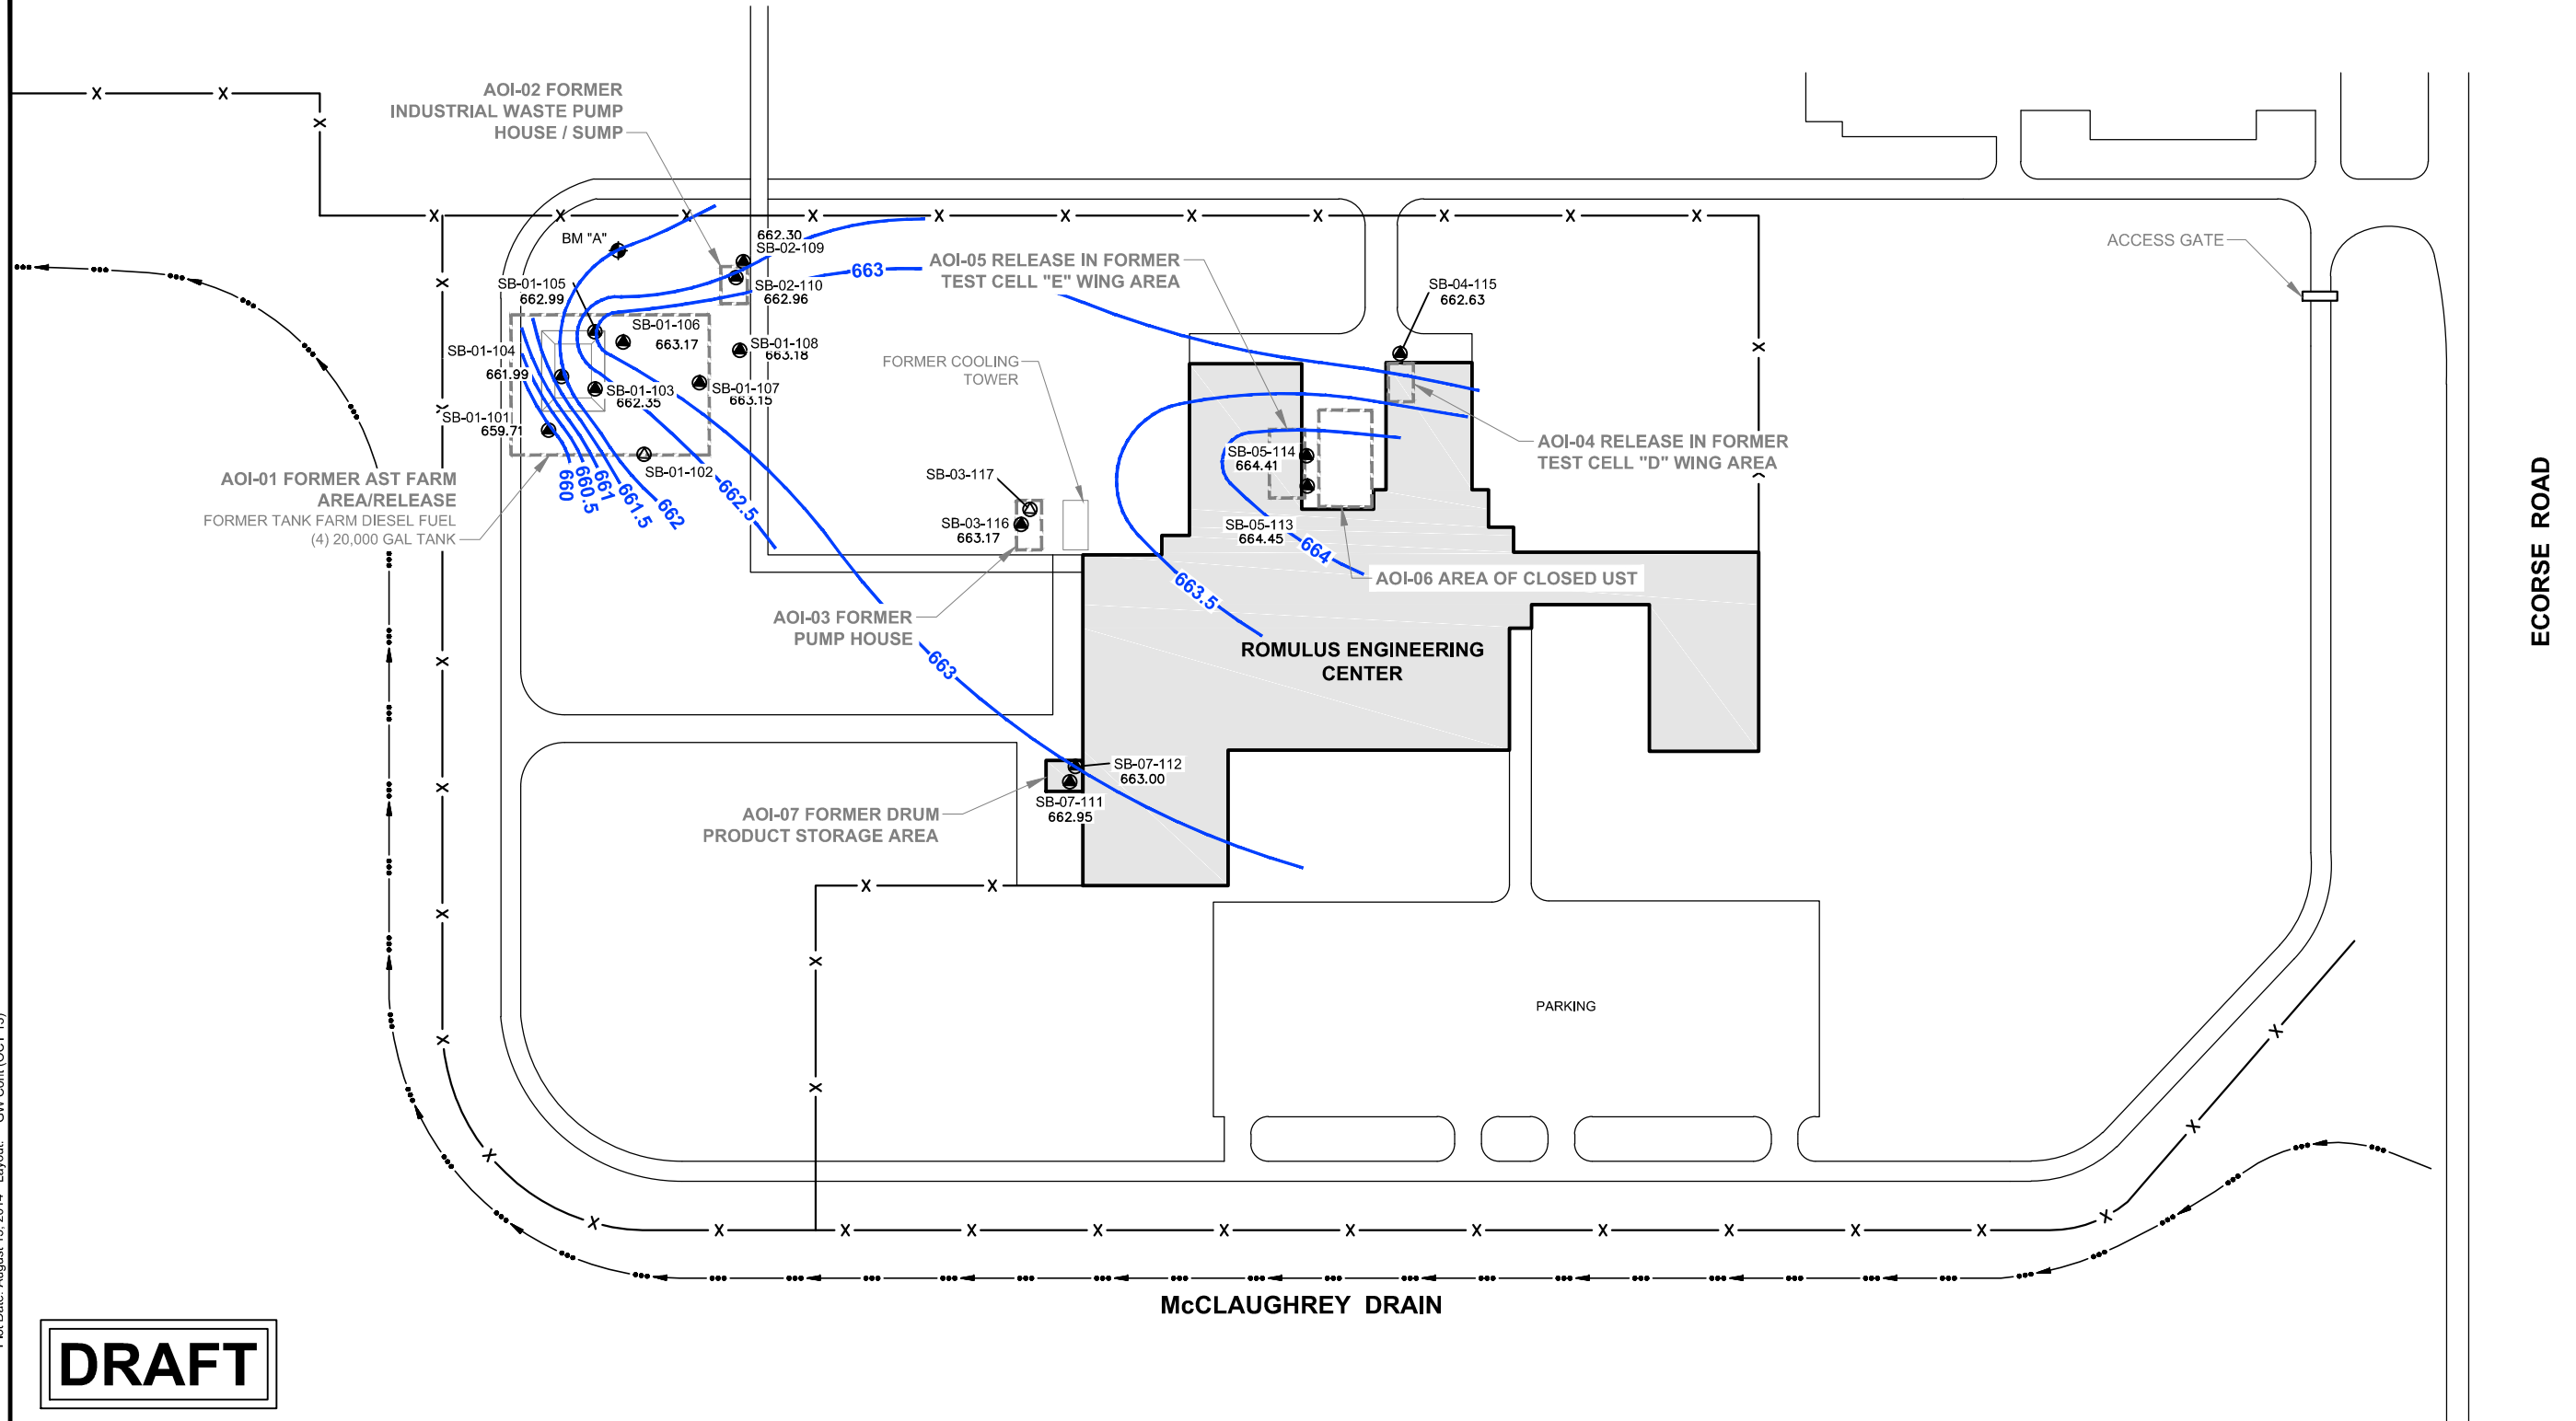 AOI-02 FORMER
INDUSTRIAL WASTE PUMP
HOUSE / SUMP
BM "A"
662.30
SB-02-109
SB-02-110
662.96
663
SB-01-105
662.99
SB-01-106
663.17
SB-01-108
663.18
SB-01-104
661.99
SB-01-103
662.35
SB-01-107
663.15
SB-01-101
659.71
SB-01-102
660
660.5
661
661.5
662
662.5
AOI-01 FORMER AST FARM
AREA/RELEASE
FORMER TANK FARM DIESEL FUEL
(4) 20,000 GAL TANK
AOI-05 RELEASE IN FORMER
TEST CELL "E" WING AREA
SB-04-115
662.63
ACCESS GATE
FORMER COOLING
TOWER
SB-03-117
SB-03-116
663.17
AOI-03 FORMER
PUMP HOUSE
SB-05-114
664.41
SB-05-113
664.45
664
663.5
AOI-04 RELEASE IN FORMER
TEST CELL "D" WING AREA
AOI-06 AREA OF CLOSED UST
ROMULUS ENGINEERING
CENTER
663
SB-07-112
663.00
SB-07-111
662.95
AOI-07 FORMER DRUM
PRODUCT STORAGE AREA
PARKING
ECORSE ROAD
McCLAUGHREY DRAIN
DRAFT